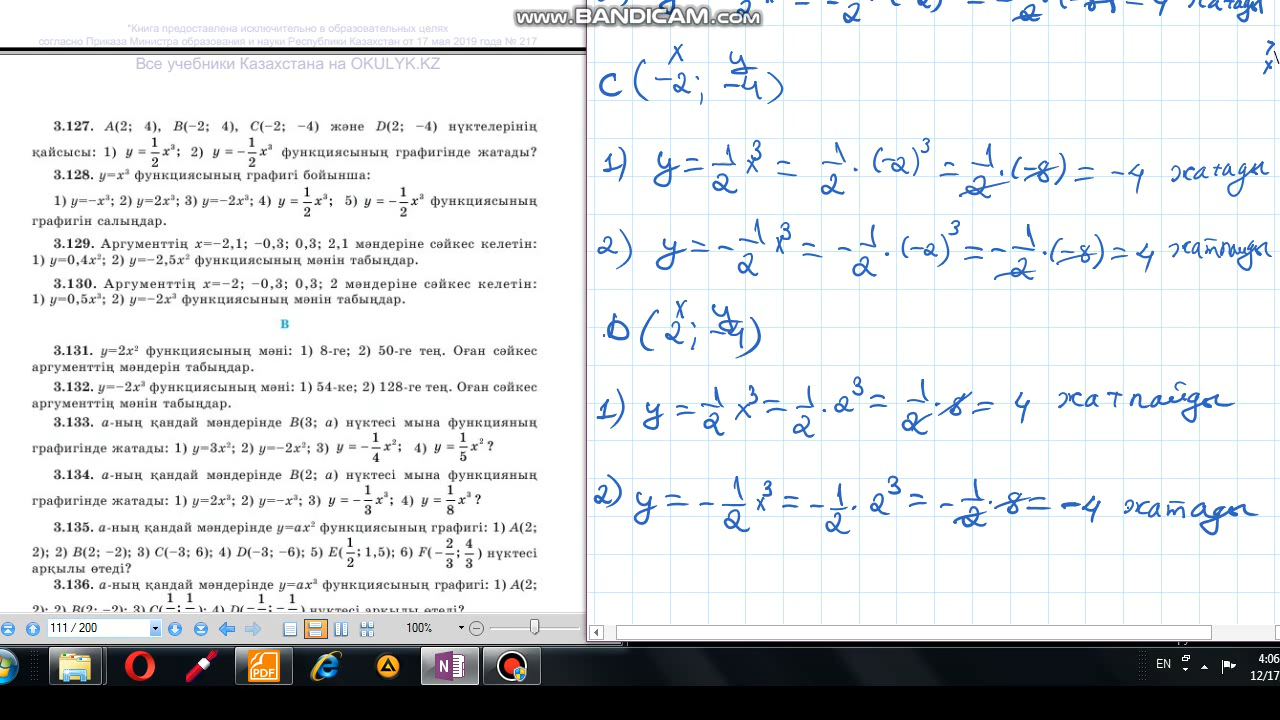 www.BANDICAM.com
*Книга предоставлена исключительно в образовательных целях
согласно Приказа Министра образования и науки Республики Казахстан от 17 мая 2019 года № 217
Все учебники Казахстана на OKULYK.KZ
3.127. A(2; 4), B(−2; 4), C(−2; −4) және D(2; −4) нүктелерінің
қайсысы: 1) y = 1/2 x³; 2) y = −1/2 x³ функциясының графигінде жатады?
3.128. y=x³ функциясының графигі бойынша:
1) y=−x³; 2) y=2x³; 3) y=−2x³; 4) y = 1/2 x³; 5) y = −1/2 x³ функциясының
графигін салыңдар.
3.129. Аргументтің x=−2,1; −0,3; 0,3; 2,1 мәндеріне сәйкес келетін:
1) y=0,4x²; 2) y=−2,5x² функциясының мәнін табыңдар.
3.130. Аргументтің x=−2; −0,3; 0,3; 2 мәндеріне сәйкес келетін:
1) y=0,5x³; 2) y=−2x³ функциясының мәнін табыңдар.
В
3.131. y=2x² функциясының мәні: 1) 8-ге; 2) 50-ге тең. Оған сәйкес
аргументтің мәндерін табыңдар.
3.132. y=−2x³ функциясының мәні: 1) 54-ке; 2) 128-ге тең. Оған сәйкес
аргументтің мәнін табыңдар.
3.133. a-ның қандай мәндерінде B(3; a) нүктесі мына функцияның
графигінде жатады: 1) y=3x²; 2) y=−2x²; 3) y = −1/4 x²; 4) y = 1/5 x²?
3.134. a-ның қандай мәндерінде B(2; a) нүктесі мына функцияның
графигінде жатады: 1) y=2x³; 2) y=−x³; 3) y = −1/3 x³; 4) y = 1/8 x³?
3.135. a-ның қандай мәндерінде y=ax² функциясының графигі: 1) A(2;
2); 2) B(2; −2); 3) C(−3; 6); 4) D(−3; −6); 5) E(1/2; 1,5); 6) F(−2/3; 4/3) нүктесі
арқылы өтеді?
3.136. a-ның қандай мәндерінде y=ax³ функциясының графигі: 1) A(2;
2); 2) B(2; −2); 3) C(1/ ; 1/ ); 4) D(−1/ ; −1/ ) нүктесі арқылы өтеді?
111 / 200
100%
x y
C (−2; −4)
1) y = 1/2 x³ = 1/2 · (−2)³ = 1/2 · (−8) = −4 жатады
2) y = −1/2 x³ = −1/2 · (−2)³ = −1/2 · (−8) = 4 жатпайды
x y
D (2; −4)
1) y = 1/2 x³ = 1/2 · 2³ = 1/2 · 8 = 4 жатпайды
2) y = −1/2 x³ = −1/2 · 2³ = −1/2 · 8 = −4 жатады
EN
4:06
12/17